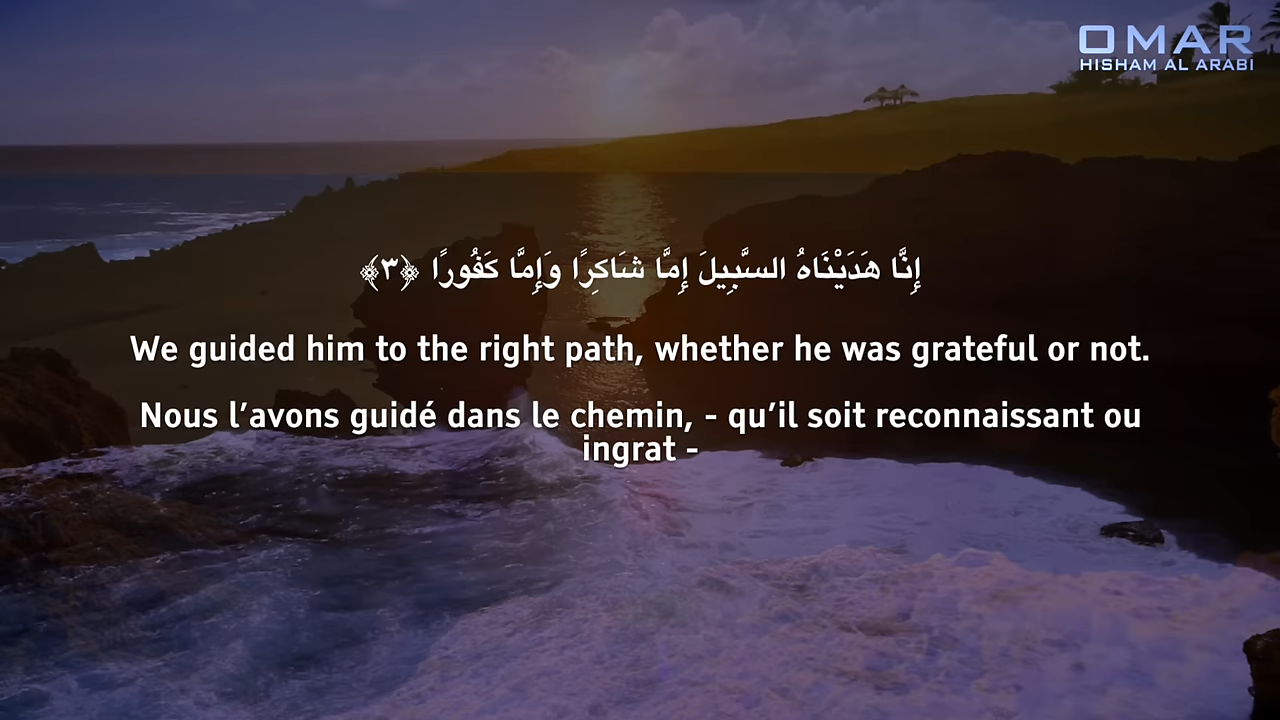 OMAR
HISHAM AL ARABI
إِنَّا هَدَيْنَاهُ السَّبِيلَ إِمَّا شَاكِرًا وَإِمَّا كَفُورًا ﴿٣﴾
We guided him to the right path, whether he was grateful or not.
Nous l’avons guidé dans le chemin, - qu’il soit reconnaissant ou
ingrat -